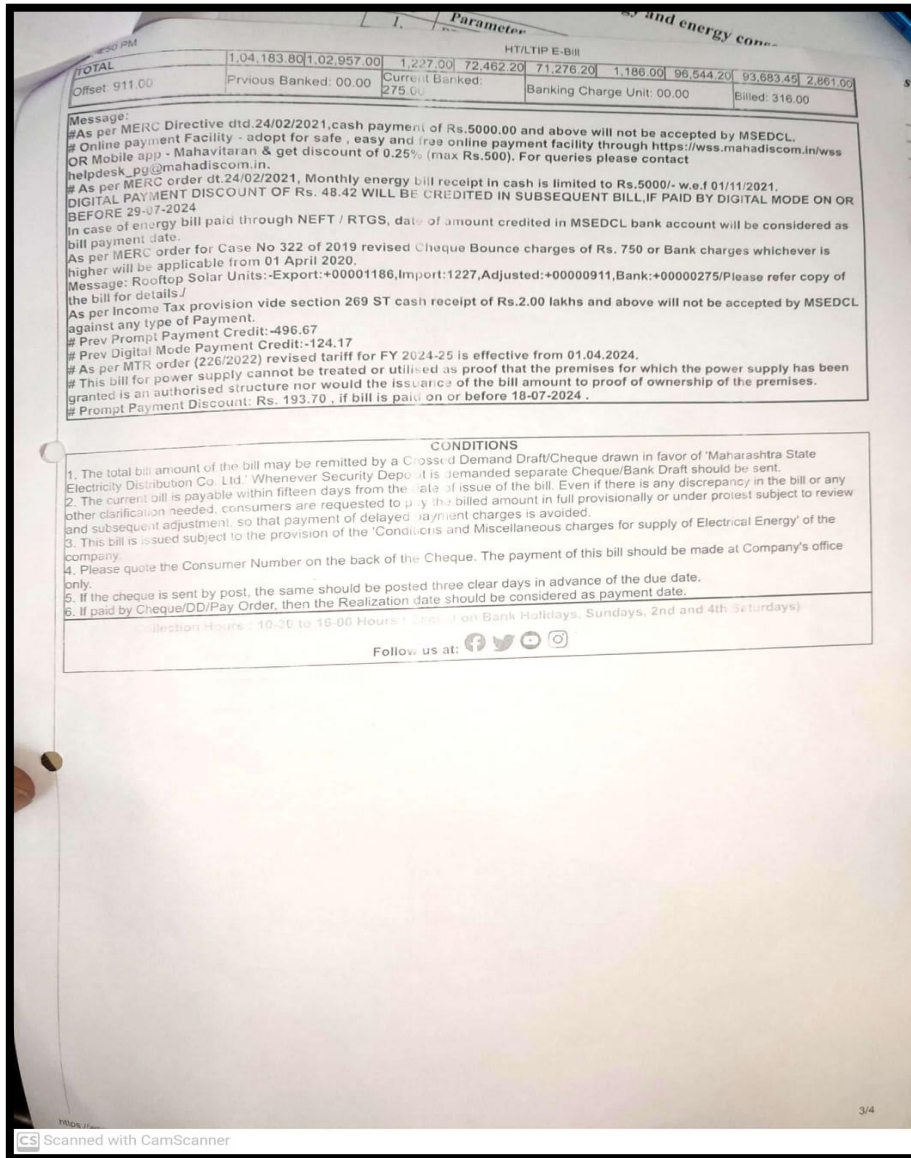 1. Parameter
and energy
:50 PM
HT/LTIP E-Bill
TOTAL 1,04,183.80 1,02,957.00 1,227.00 72,462.20 71,276.20 1,186.00 96,544.20 93,683.45 2,861.00
Offset: 911.00 Prvious Banked: 00.00 Current Banked: 275.00 Banking Charge Unit: 00.00 Billed: 316.00
Message:
#As per MERC Directive dtd.24/02/2021,cash payment of Rs.5000.00 and above will not be accepted by MSEDCL.
# Online payment Facility - adopt for safe , easy and free online payment facility through https://wss.mahadiscom.in/wss
OR Mobile app - Mahavitaran & get discount of 0.25% (max Rs.500). For queries please contact
helpdesk_pg@mahadiscom.in.
# As per MERC order dt.24/02/2021, Monthly energy bill receipt in cash is limited to Rs.5000/- w.e.f 01/11/2021.
DIGITAL PAYMENT DISCOUNT OF Rs. 48.42 WILL BE CREDITED IN SUBSEQUENT BILL,IF PAID BY DIGITAL MODE ON OR
BEFORE 29-07-2024
In case of energy bill paid through NEFT / RTGS, date of amount credited in MSEDCL bank account will be considered as
bill payment date.
As per MERC order for Case No 322 of 2019 revised Cheque Bounce charges of Rs. 750 or Bank charges whichever is
higher will be applicable from 01 April 2020.
Message: Rooftop Solar Units:-Export:+00001186,Import:1227,Adjusted:+00000911,Bank:+00000275/Please refer copy of
the bill for details./
As per Income Tax provision vide section 269 ST cash receipt of Rs.2.00 lakhs and above will not be accepted by MSEDCL
against any type of Payment.
# Prev Prompt Payment Credit:-496.67
# Prev Digital Mode Payment Credit:-124.17
# As per MTR order (226/2022) revised tariff for FY 2024-25 is effective from 01.04.2024.
# This bill for power supply cannot be treated or utilised as proof that the premises for which the power supply has been
granted is an authorised structure nor would the issuance of the bill amount to proof of ownership of the premises.
# Prompt Payment Discount: Rs. 193.70 , if bill is paid on or before 18-07-2024 .
CONDITIONS
1. The total bill amount of the bill may be remitted by a Crossed Demand Draft/Cheque drawn in favor of 'Maharashtra State
Electricity Distribution Co. Ltd.' Whenever Security Deposit is demanded separate Cheque/Bank Draft should be sent.
2. The current bill is payable within fifteen days from the date of issue of the bill. Even if there is any discrepancy in the bill or any
other clarification needed, consumers are requested to pay the billed amount in full provisionally or under protest subject to review
and subsequent adjustment, so that payment of delayed payment charges is avoided.
3. This bill is issued subject to the provision of the 'Conditions and Miscellaneous charges for supply of Electrical Energy' of the
company.
4. Please quote the Consumer Number on the back of the Cheque. The payment of this bill should be made at Company's office
only.
5. If the cheque is sent by post, the same should be posted three clear days in advance of the due date.
6. If paid by Cheque/DD/Pay Order, then the Realization date should be considered as payment date.
Collection Hours : 10-30 to 16-00 Hours on Bank Holidays, Sundays, 2nd and 4th Saturdays)
Follow us at:
3/4
https:
CS Scanned with CamScanner